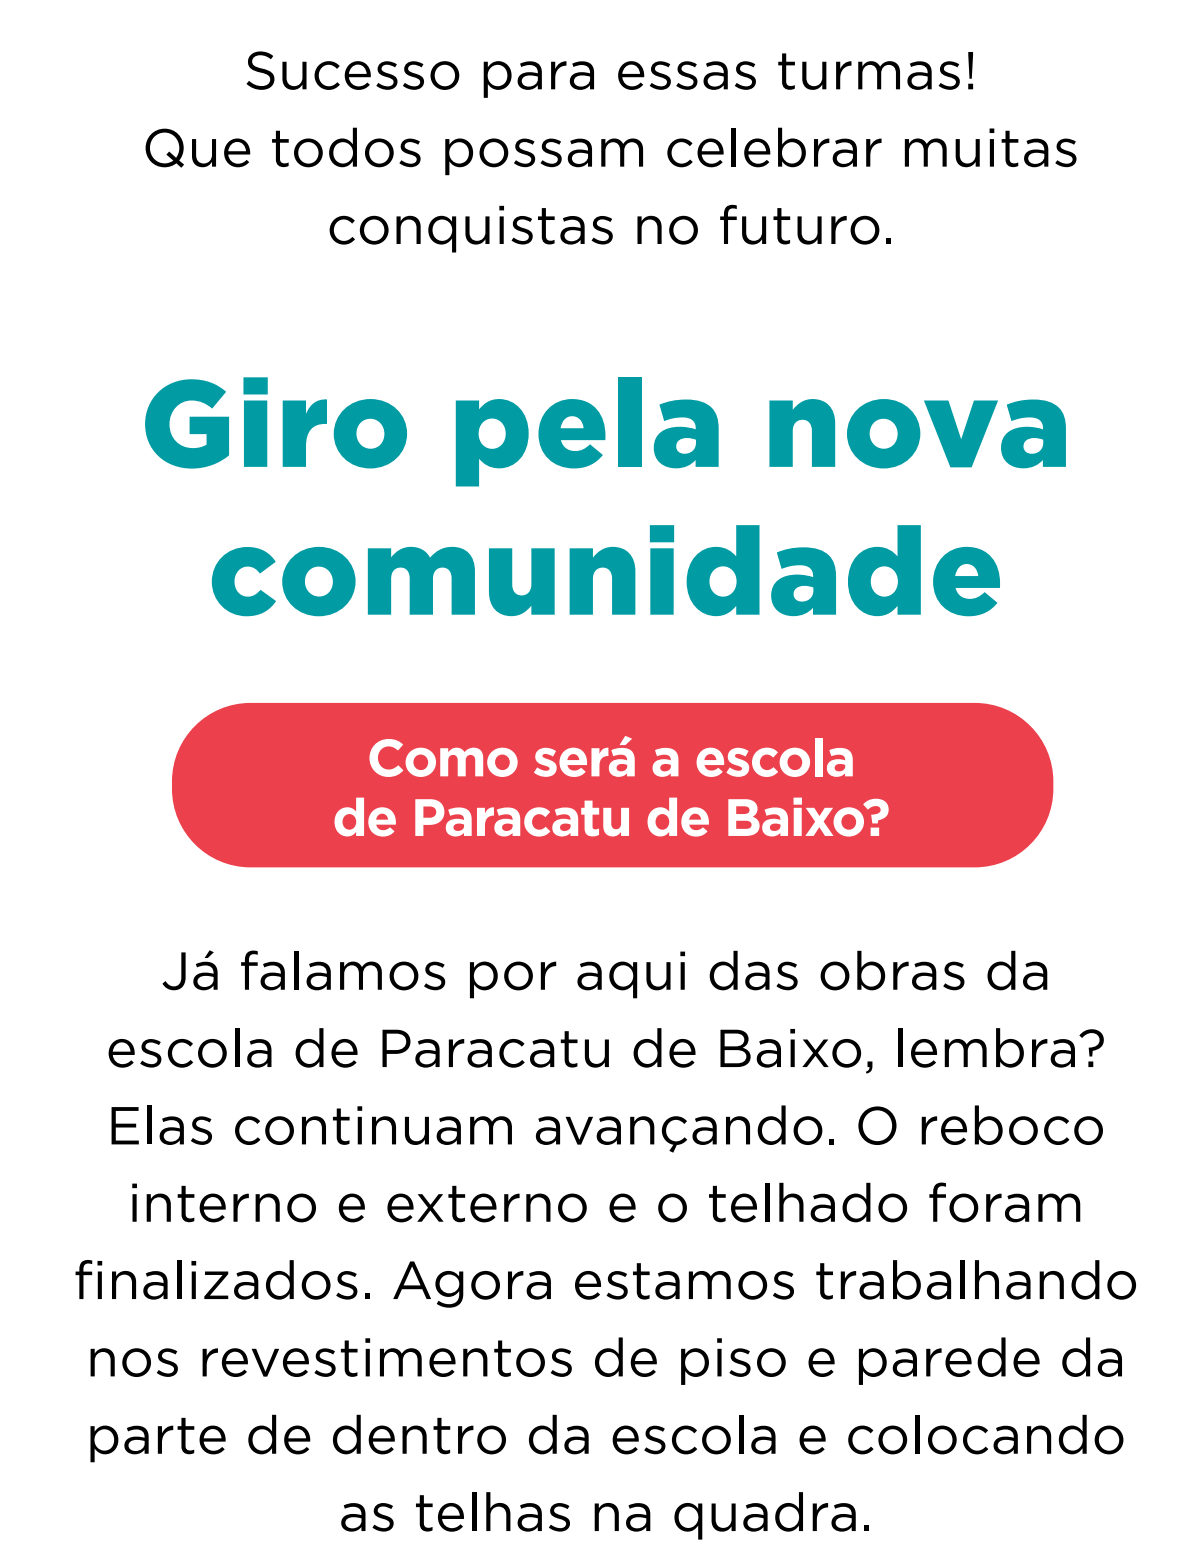 Sucesso para essas turmas!
Que todos possam celebrar muitas
conquistas no futuro.
Giro pela nova
comunidade
Como será a escola
de Paracatu de Baixo?
Já falamos por aqui das obras da
escola de Paracatu de Baixo, lembra?
Elas continuam avançando. O reboco
interno e externo e o telhado foram
finalizados. Agora estamos trabalhando
nos revestimentos de piso e parede da
parte de dentro da escola e colocando
as telhas na quadra.